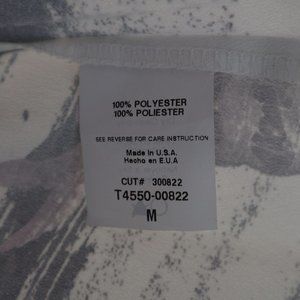 100% POLYESTER
100% POLIESTER
SEE REVERSE FOR CARE INSTRUCTION
Made In U.S.A.
Hecho en E.U.A
CUT# 300822
T4550-00822
M